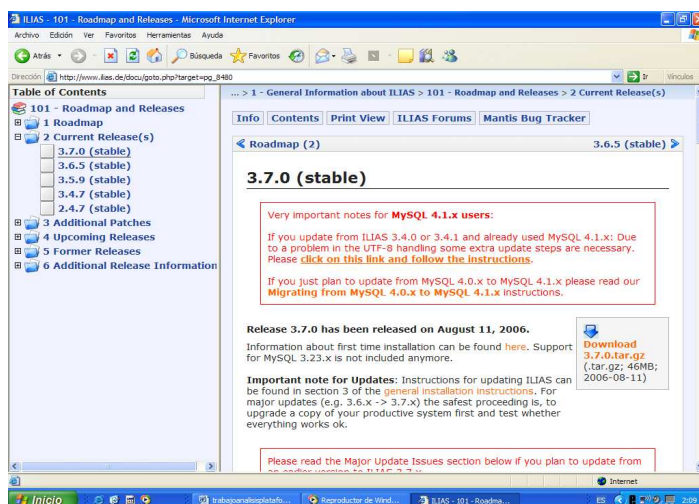 ILIAS - 101 - Roadmap and Releases - Microsoft Internet Explorer
Archivo Edición Ver Favoritos Herramientas Ayuda
Atrás Búsqueda Favoritos
Dirección http://www.ilias.de/docu/goto.php?target=pg_8480 Ir Vínculos
Table of Contents
101 - Roadmap and Releases
1 Roadmap
2 Current Release(s)
3.7.0 (stable)
3.6.5 (stable)
3.5.9 (stable)
3.4.7 (stable)
2.4.7 (stable)
3 Additional Patches
4 Upcoming Releases
5 Former Releases
6 Additional Release Information
... > 1 - General Information about ILIAS > 101 - Roadmap and Releases > 2 Current Release(s)
Info Contents Print View ILIAS Forums Mantis Bug Tracker
Roadmap (2) 3.6.5 (stable)
3.7.0 (stable)
Very important notes for MySQL 4.1.x users:
If you update from ILIAS 3.4.0 or 3.4.1 and already used MySQL 4.1.x: Due
to a problem in the UTF-8 handling some extra update steps are necessary.
Please click on this link and follow the instructions.
If you just plan to update from MySQL 4.0.x to MySQL 4.1.x please read our
Migrating from MySQL 4.0.x to MySQL 4.1.x instructions.
Release 3.7.0 has been released on August 11, 2006.
Information about first time installation can be found here. Support
for MySQL 3.23.x is not included anymore.
Important note for Updates: Instructions for updating ILIAS can
be found in section 3 of the general installation instructions. For
major updates (e.g. 3.6.x -> 3.7.x) the safest proceeding is, to
upgrade a copy of your productive system first and test whether
everything works ok.
Download
3.7.0.tar.gz
(.tar.gz; 46MB;
2006-08-11)
Please read the Major Update Issues section below if you plan to update from
an earlier version to ILIAS 3.7.x
Internet
Inicio trabajoanalisisplatafo... Reproductor de Wind... ILIAS - 101 - Roadma... ES 2:09